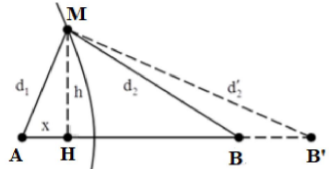 M
d₁ h d₂ d′₂
x
A H B B'